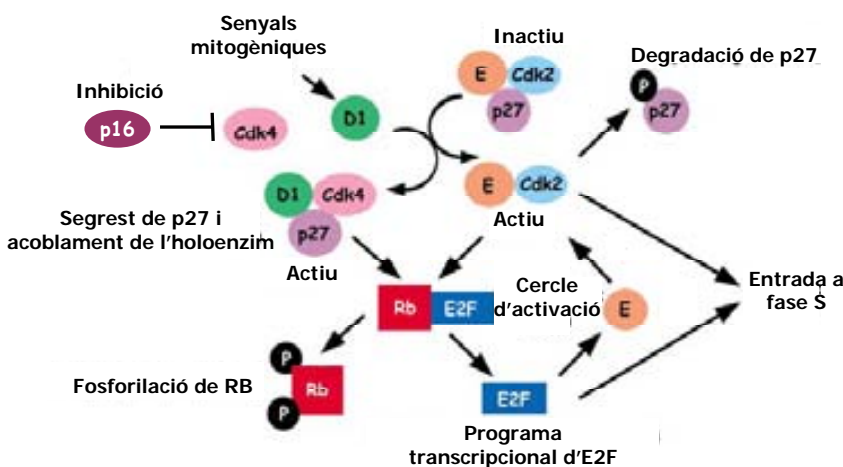 Senyals
mitogèniques
Inactiu
E Cdk2
p27
Degradació de p27
P
p27
Inhibició
p16
Cdk4
D1
D1 Cdk4
p27
E Cdk2
Actiu
Segrest de p27 i
acoblament de l'holoenzim
Actiu
Rb E2F
Cercle
d'activació
E
Entrada a
fase S
P
Rb
P
Fosforilació de RB
E2F
Programa
transcripcional d'E2F